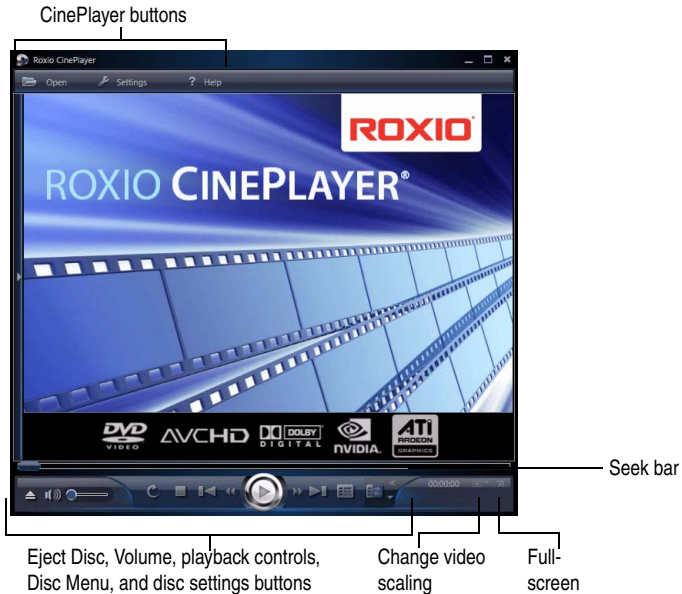 CinePlayer buttons
Roxio CinePlayer
Open Settings ? Help
ROXIO
ROXIO CINEPLAYER®
DVD
VIDEO
AVCHD
DOLBY
DIGITAL
NVIDIA.
ATI
RADEON
GRAPHICS
Seek bar
00:00:00
Eject Disc, Volume, playback controls,
Disc Menu, and disc settings buttons
Change video
scaling
Full-
screen